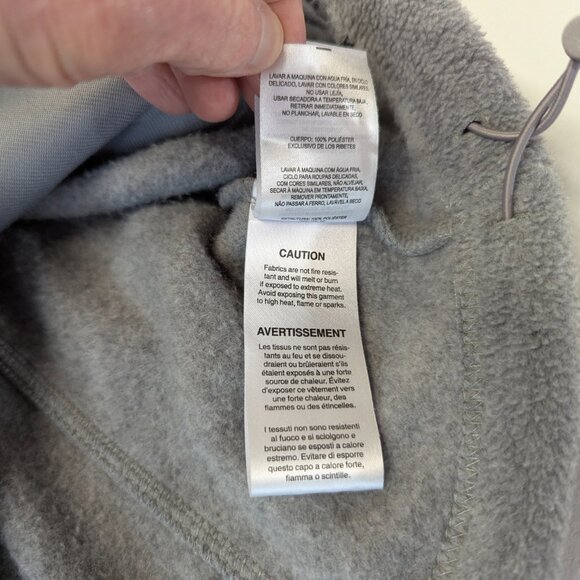 LAVAR A MAQUINA CON AGUA FRÍA, EN CICLO
DELICADO, LAVAR CON COLORES SIMILARES,
NO USAR LEJÍA,
USAR SECADORA A TEMPERATURA BAJA,
RETIRAR INMEDIATAMENTE,
NO PLANCHAR, LAVABLE EN SECO
CUERPO: 100% POLIÉSTER
EXCLUSIVO DE LOS RIBETES
LAVAR À MAQUINA COM ÁGUA FRIA,
CICLO PARA ROUPAS DELICADAS,
COM CORES SIMILARES, NÃO ALVEJAR,
SECAR À MÁQUINA EM TEMPERATURA BAIXA,
REMOVER PRONTAMENTE,
NÃO PASSAR A FERRO, LAVÁVEL A SECO
100% POLIÉSTER
CAUTION
Fabrics are not fire resis-
tant and will melt or burn
if exposed to extreme heat.
Avoid exposing this garment
to high heat, flame or sparks.
AVERTISSEMENT
Les tissus ne sont pas résis-
tants au feu et se dissou-
draient ou brûleraient s'ils
étaient exposés à une forte
source de chaleur. Évitez
d'exposer ce vêtement vers
une forte chaleur, des
flammes ou des étincelles.
I tessuti non sono resistenti
al fuoco e si sciolgono e
bruciano se esposti a calore
estremo. Evitare di esporre
questo capo a calore forte,
fiamma o scintille.